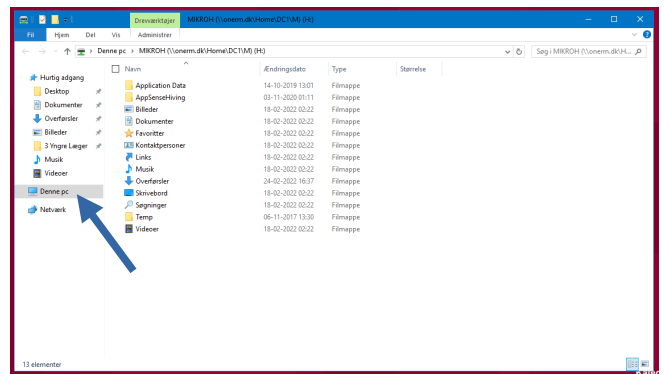 Drevværktøjer MIKROH (\\onerm.dk\Home\DC1\M) (H:)
Fil Hjem Del Vis Administrer
Denne pc › MIKROH (\\onerm.dk\Home\DC1\M) (H:) Søg i MIKROH (\\onerm.dk\H...
Navn Ændringsdato Type Størrelse
Hurtig adgang
Desktop
Dokumenter
Overførsler
Billeder
3 Yngre Læger
Musik
Videoer
Denne pc
Netværk
Application Data 14-10-2019 13:01 Filmappe
AppSenseHiving 03-11-2020 01:11 Filmappe
Billeder 18-02-2022 02:22 Filmappe
Dokumenter 18-02-2022 02:22 Filmappe
Favoritter 18-02-2022 02:22 Filmappe
Kontaktpersoner 18-02-2022 02:22 Filmappe
Links 18-02-2022 02:22 Filmappe
Musik 18-02-2022 02:22 Filmappe
Overførsler 24-02-2022 16:37 Filmappe
Skrivebord 18-02-2022 02:22 Filmappe
Søgninger 18-02-2022 02:22 Filmappe
Temp 06-11-2017 13:30 Filmappe
Videoer 18-02-2022 02:22 Filmappe
13 elementer